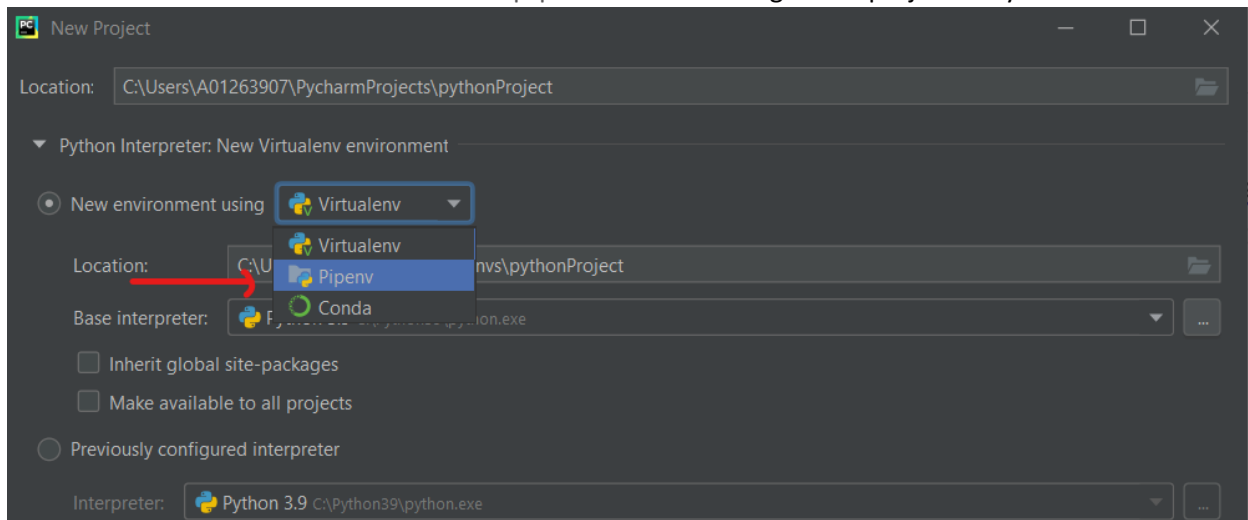 New Project
Location: C:\Users\A01263907\PycharmProjects\pythonProject
Python Interpreter: New Virtualenv environment
New environment using Virtualenv
Virtualenv
Location: C:\U nvs\pythonProject
Pipenv
Conda
Base interpreter:
Inherit global site-packages
Make available to all projects
Previously configured interpreter
Interpreter: Python 3.9 C:\Python39\python.exe